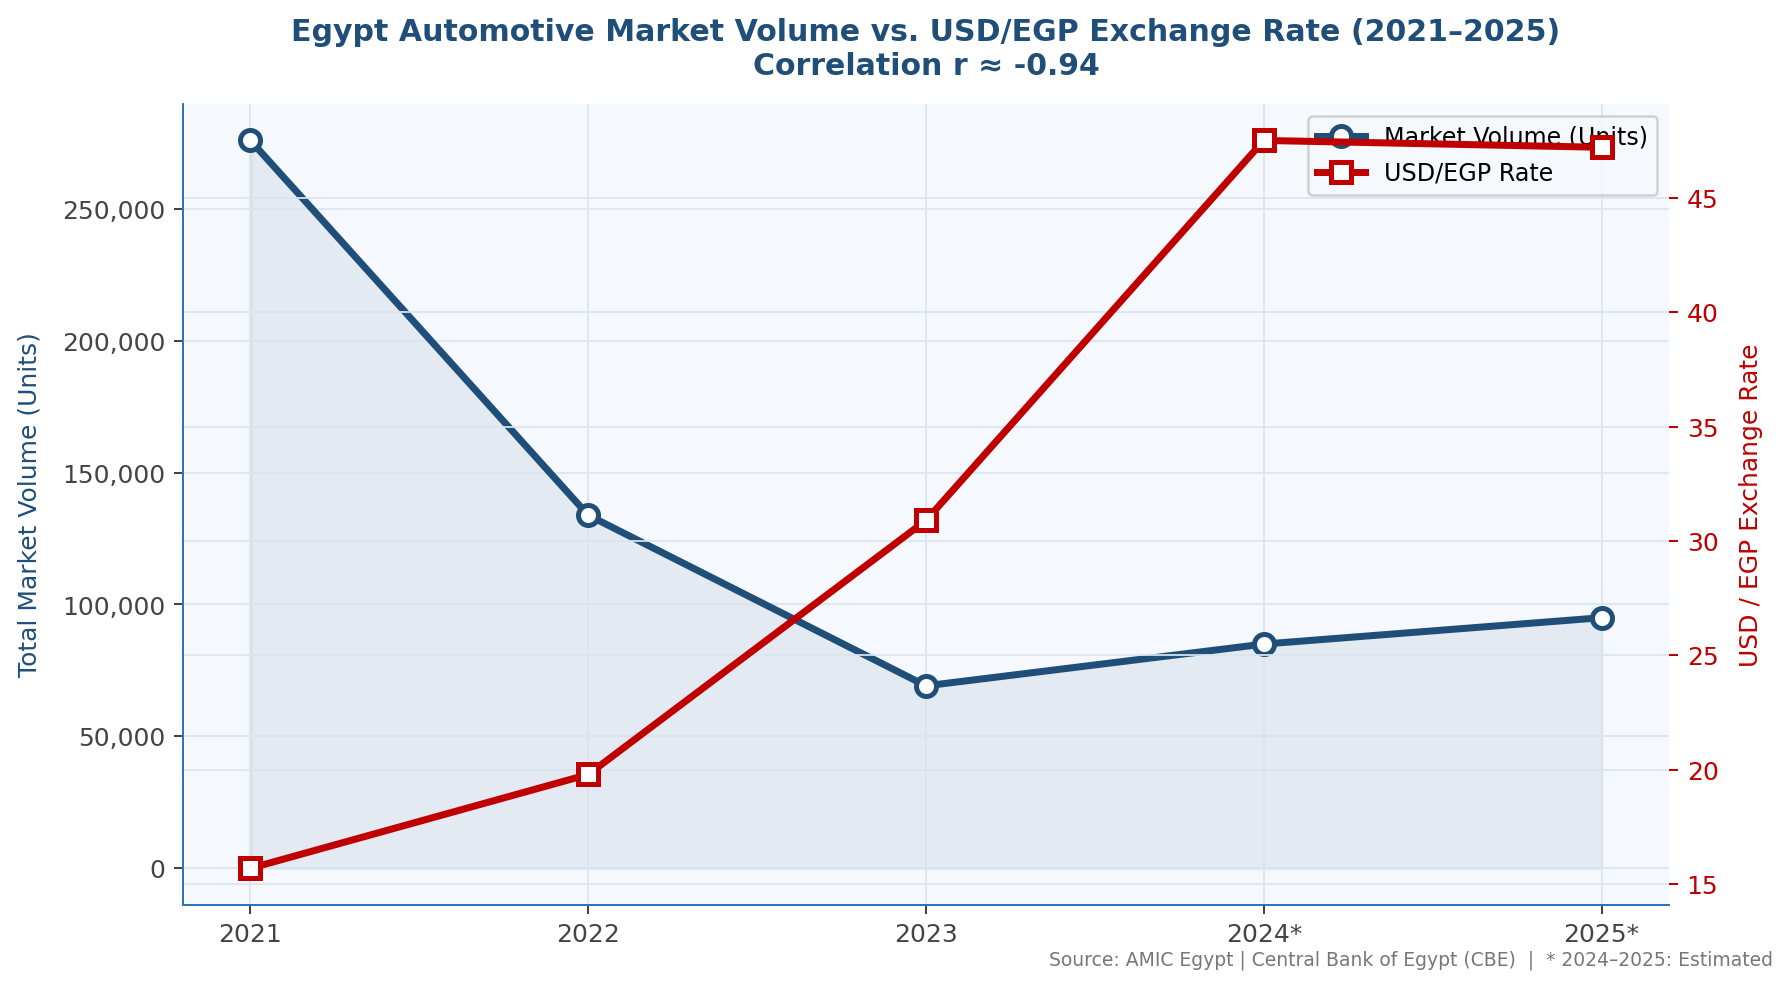 Egypt Automotive Market Volume vs. USD/EGP Exchange Rate (2021–2025)
Correlation r ≈ -0.94
Market Volume (Units)
USD/EGP Rate
Total Market Volume (Units)
250,000
200,000
150,000
100,000
50,000
0
45
40
35
30
25
20
15
USD / EGP Exchange Rate
2021
2022
2023
2024*
2025*
Source: AMIC Egypt | Central Bank of Egypt (CBE) | * 2024–2025: Estimated